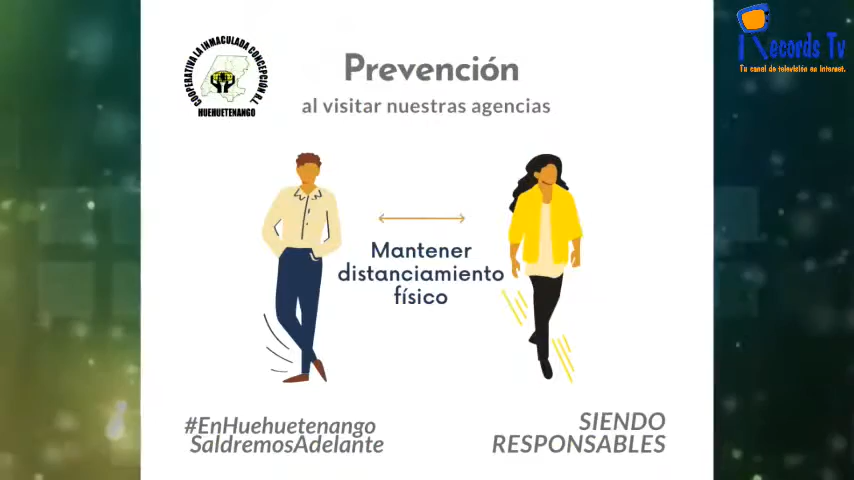 COOPERATIVA LA INMACULADA CONCEPCIÓN R.L.
HUEHUETENANGO
Records Tv
Tu canal de televisión en Internet.
Prevención
al visitar nuestras agencias
Mantener
distanciamiento
físico
#EnHuehuetenango
SaldremosAdelante
SIENDO
RESPONSABLES